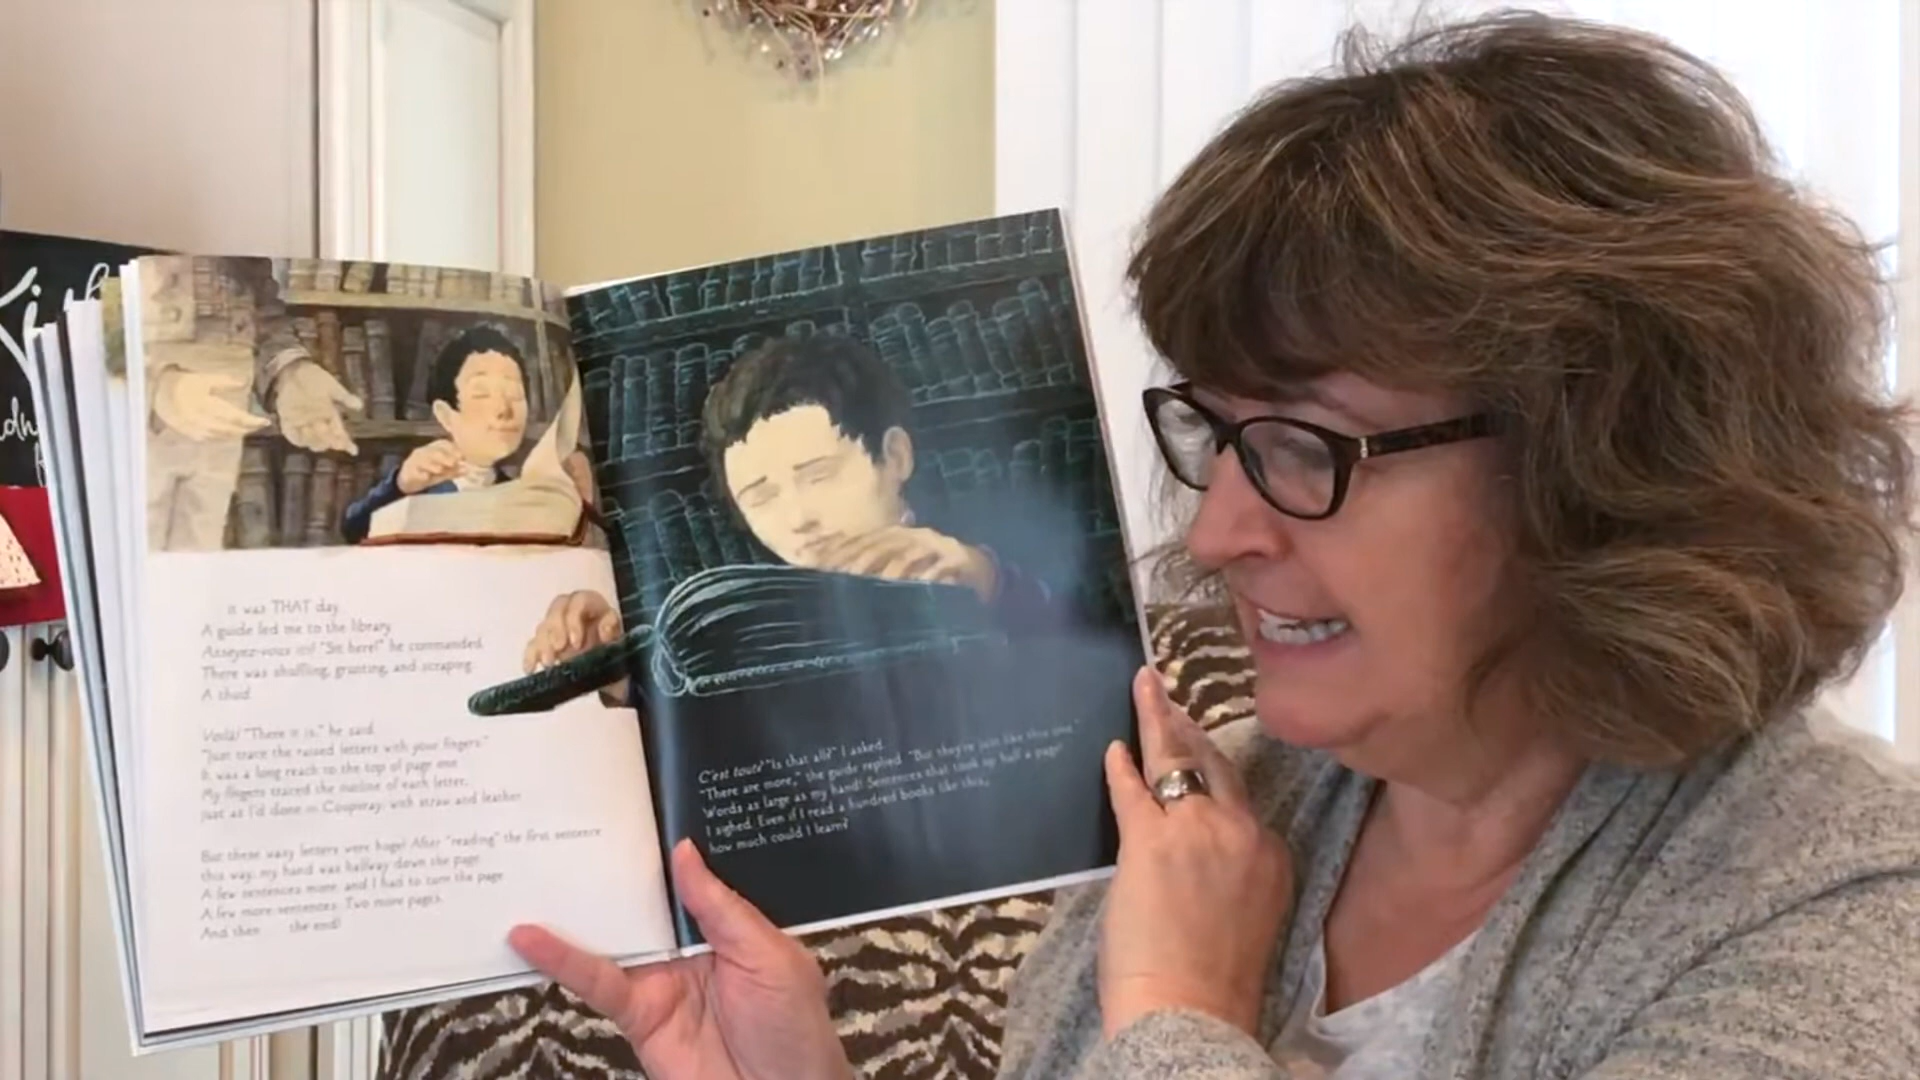 It was THAT day.
A guide led me to the library.
Asseyez-vous ici! "Sit here!" he commanded.
There was shuffling, grunting, and scraping.
A thud.
Voilà! "There it is," he said.
"Just trace the raised letters with your fingers."
It was a long reach to the top of page one.
My fingers traced the outline of each letter,
just as I'd done in Coupvray with straw and leather.
But these waxy letters were huge! After "reading" the first sentence
this way, my hand was halfway down the page.
A few sentences more, and I had to turn the page.
A few more sentences. Two more pages.
And then the end!
C'est tout? "Is that all?" I asked.
"There are more," the guide replied. "But they're just like this one."
Words as large as my hand! Sentences that took up half a page!
I sighed. Even if I read a hundred books like this,
how much could I learn?